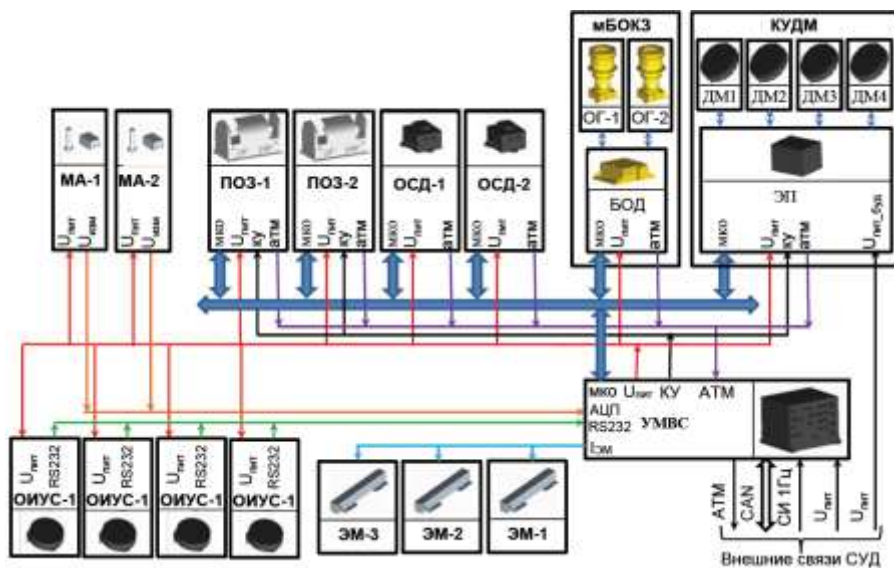 мБОКЗ
КУДМ
ОГ-1 ОГ-2
ДМ1 ДМ2 ДМ3 ДМ4
МА-1 МА-2
ПОЗ-1 ПОЗ-2 ОСД-1 ОСД-2
БОД
ЭП
Uпит Uизм
Uпит Uизм
мко Uпит ку атм
мко Uпит ку атм
мко Uпит атм
мко Uпит атм
мко Uпит атм
мко Uпит ку атм Uпит_буд
мко Uпит КУ АТМ
АЦП
RS232
УМВС
Iэм
Uпит RS232
Uпит RS232
Uпит RS232
Uпит RS232
ОИУС-1 ОИУС-1 ОИУС-1 ОИУС-1
ЭМ-3 ЭМ-2 ЭМ-1
АТМ CAN СИ 1Гц Uпит Uпит
Внешние связи СУД